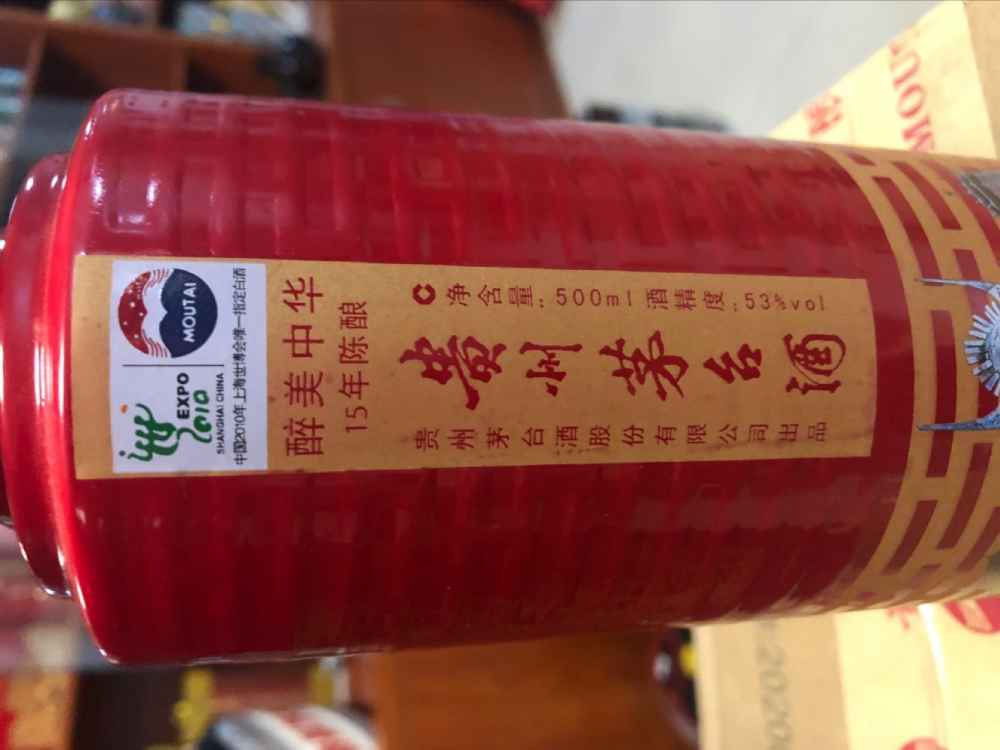 MOUTAI
EXPO
2010
SHANGHAI CHINA
中国2010年上海世博会唯一指定白酒
醉美中华
15年陈酿
净含量:500ml 酒精度:53%vol
貴州茅台酒
贵州茅台酒股份有限公司出品
MOU
2020